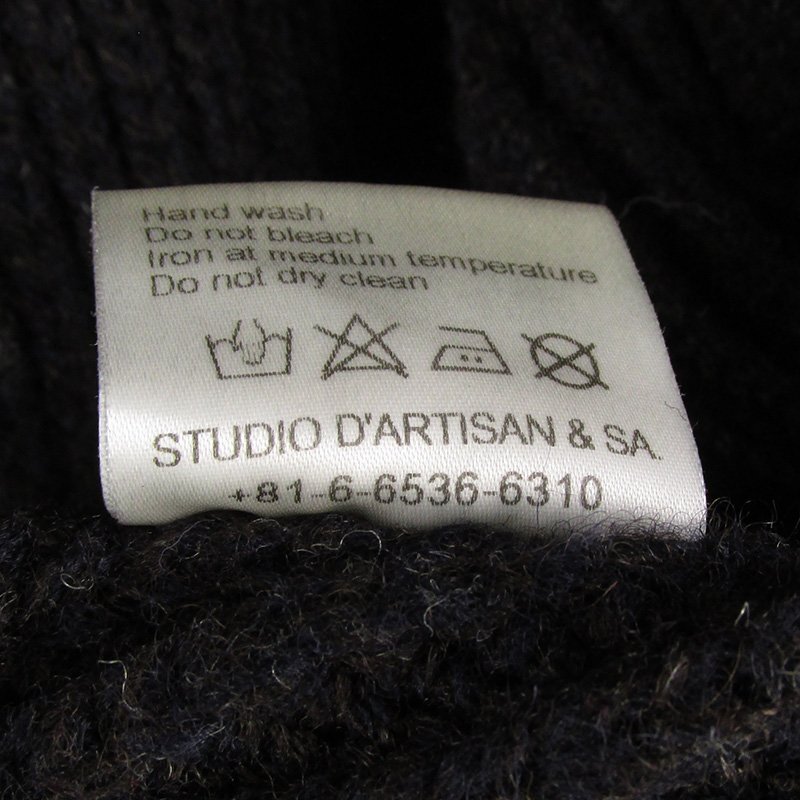 Hand wash
Do not bleach
Iron at medium temperature
Do not dry clean
STUDIO D'ARTISAN & SA.
+81-6-6536-6310